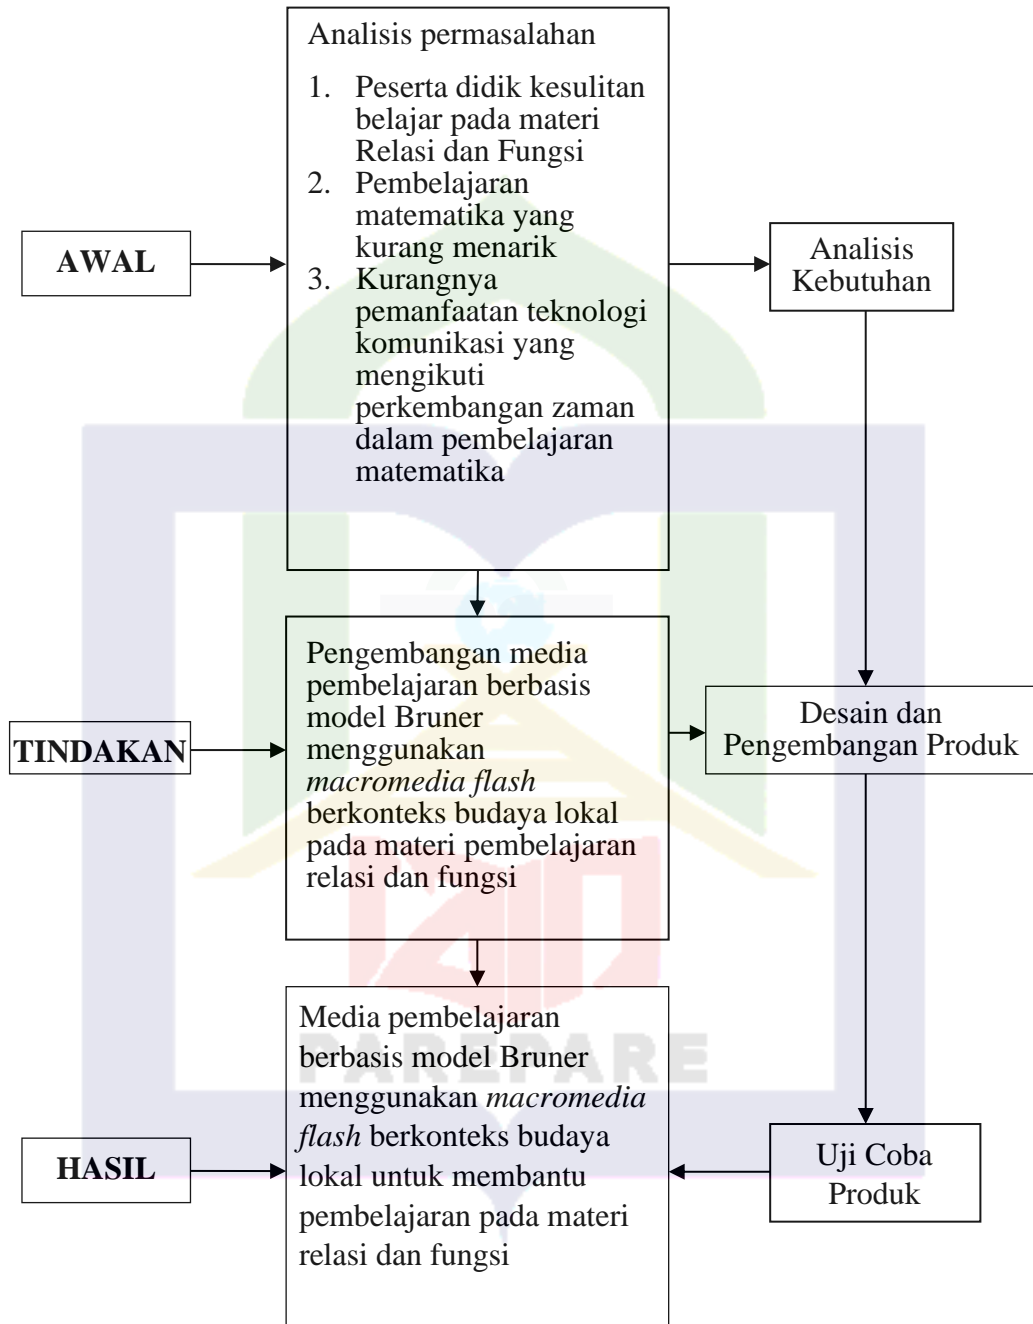 Analisis permasalahan
1. Peserta didik kesulitan
belajar pada materi
Relasi dan Fungsi
2. Pembelajaran
matematika yang
kurang menarik
3. Kurangnya
pemanfaatan teknologi
komunikasi yang
mengikuti
perkembangan zaman
dalam pembelajaran
matematika
AWAL
Analisis
Kebutuhan
Pengembangan media
pembelajaran berbasis
model Bruner
menggunakan
macromedia flash
berkonteks budaya lokal
pada materi pembelajaran
relasi dan fungsi
TINDAKAN
Desain dan
Pengembangan Produk
Media pembelajaran
berbasis model Bruner
menggunakan macromedia
flash berkonteks budaya
lokal untuk membantu
pembelajaran pada materi
relasi dan fungsi
HASIL
Uji Coba
Produk
IAIN
PAREPARE